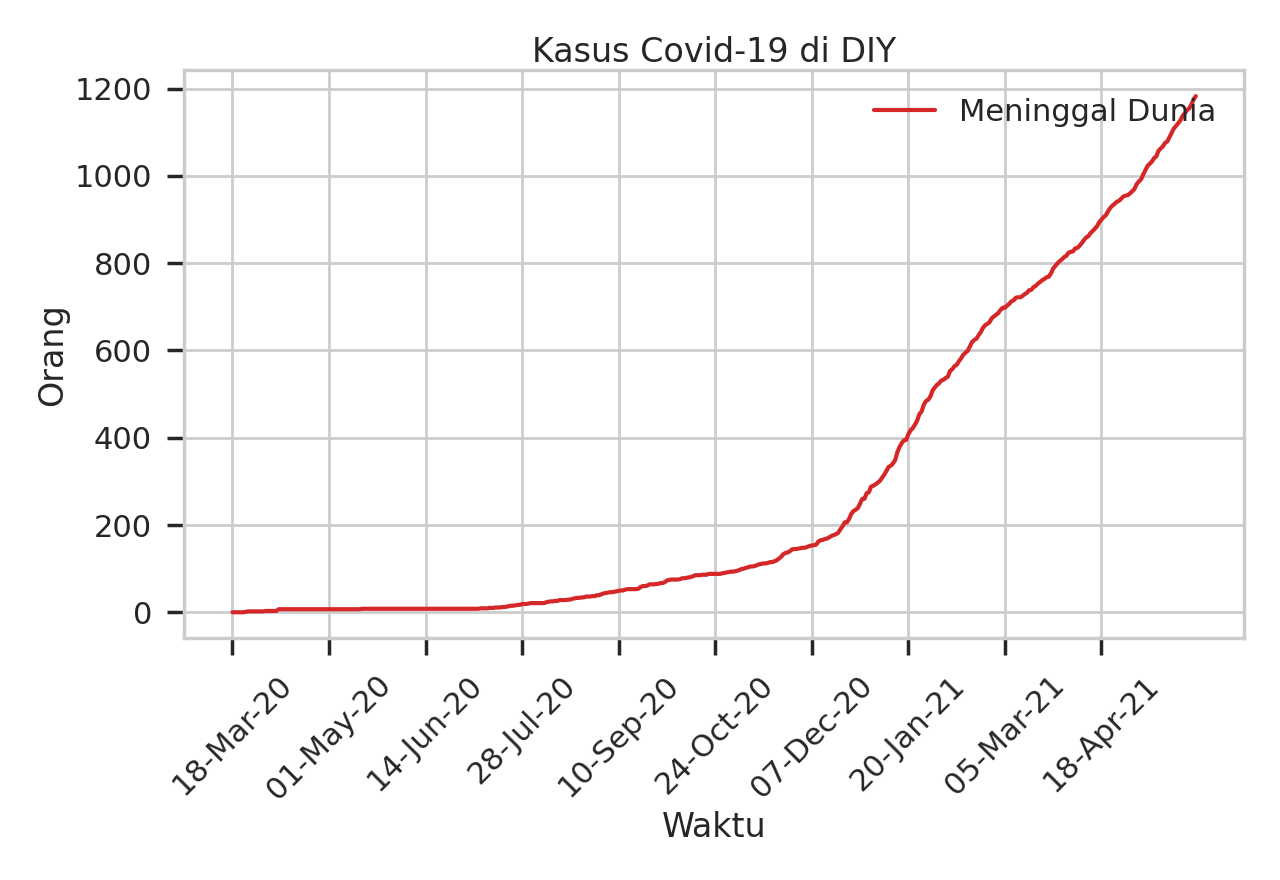 Kasus Covid-19 di DIY
Meninggal Dunia
1200
1000
800
600
400
200
0
Orang
18-Mar-20
01-May-20
14-Jun-20
28-Jul-20
10-Sep-20
24-Oct-20
07-Dec-20
20-Jan-21
05-Mar-21
18-Apr-21
Waktu